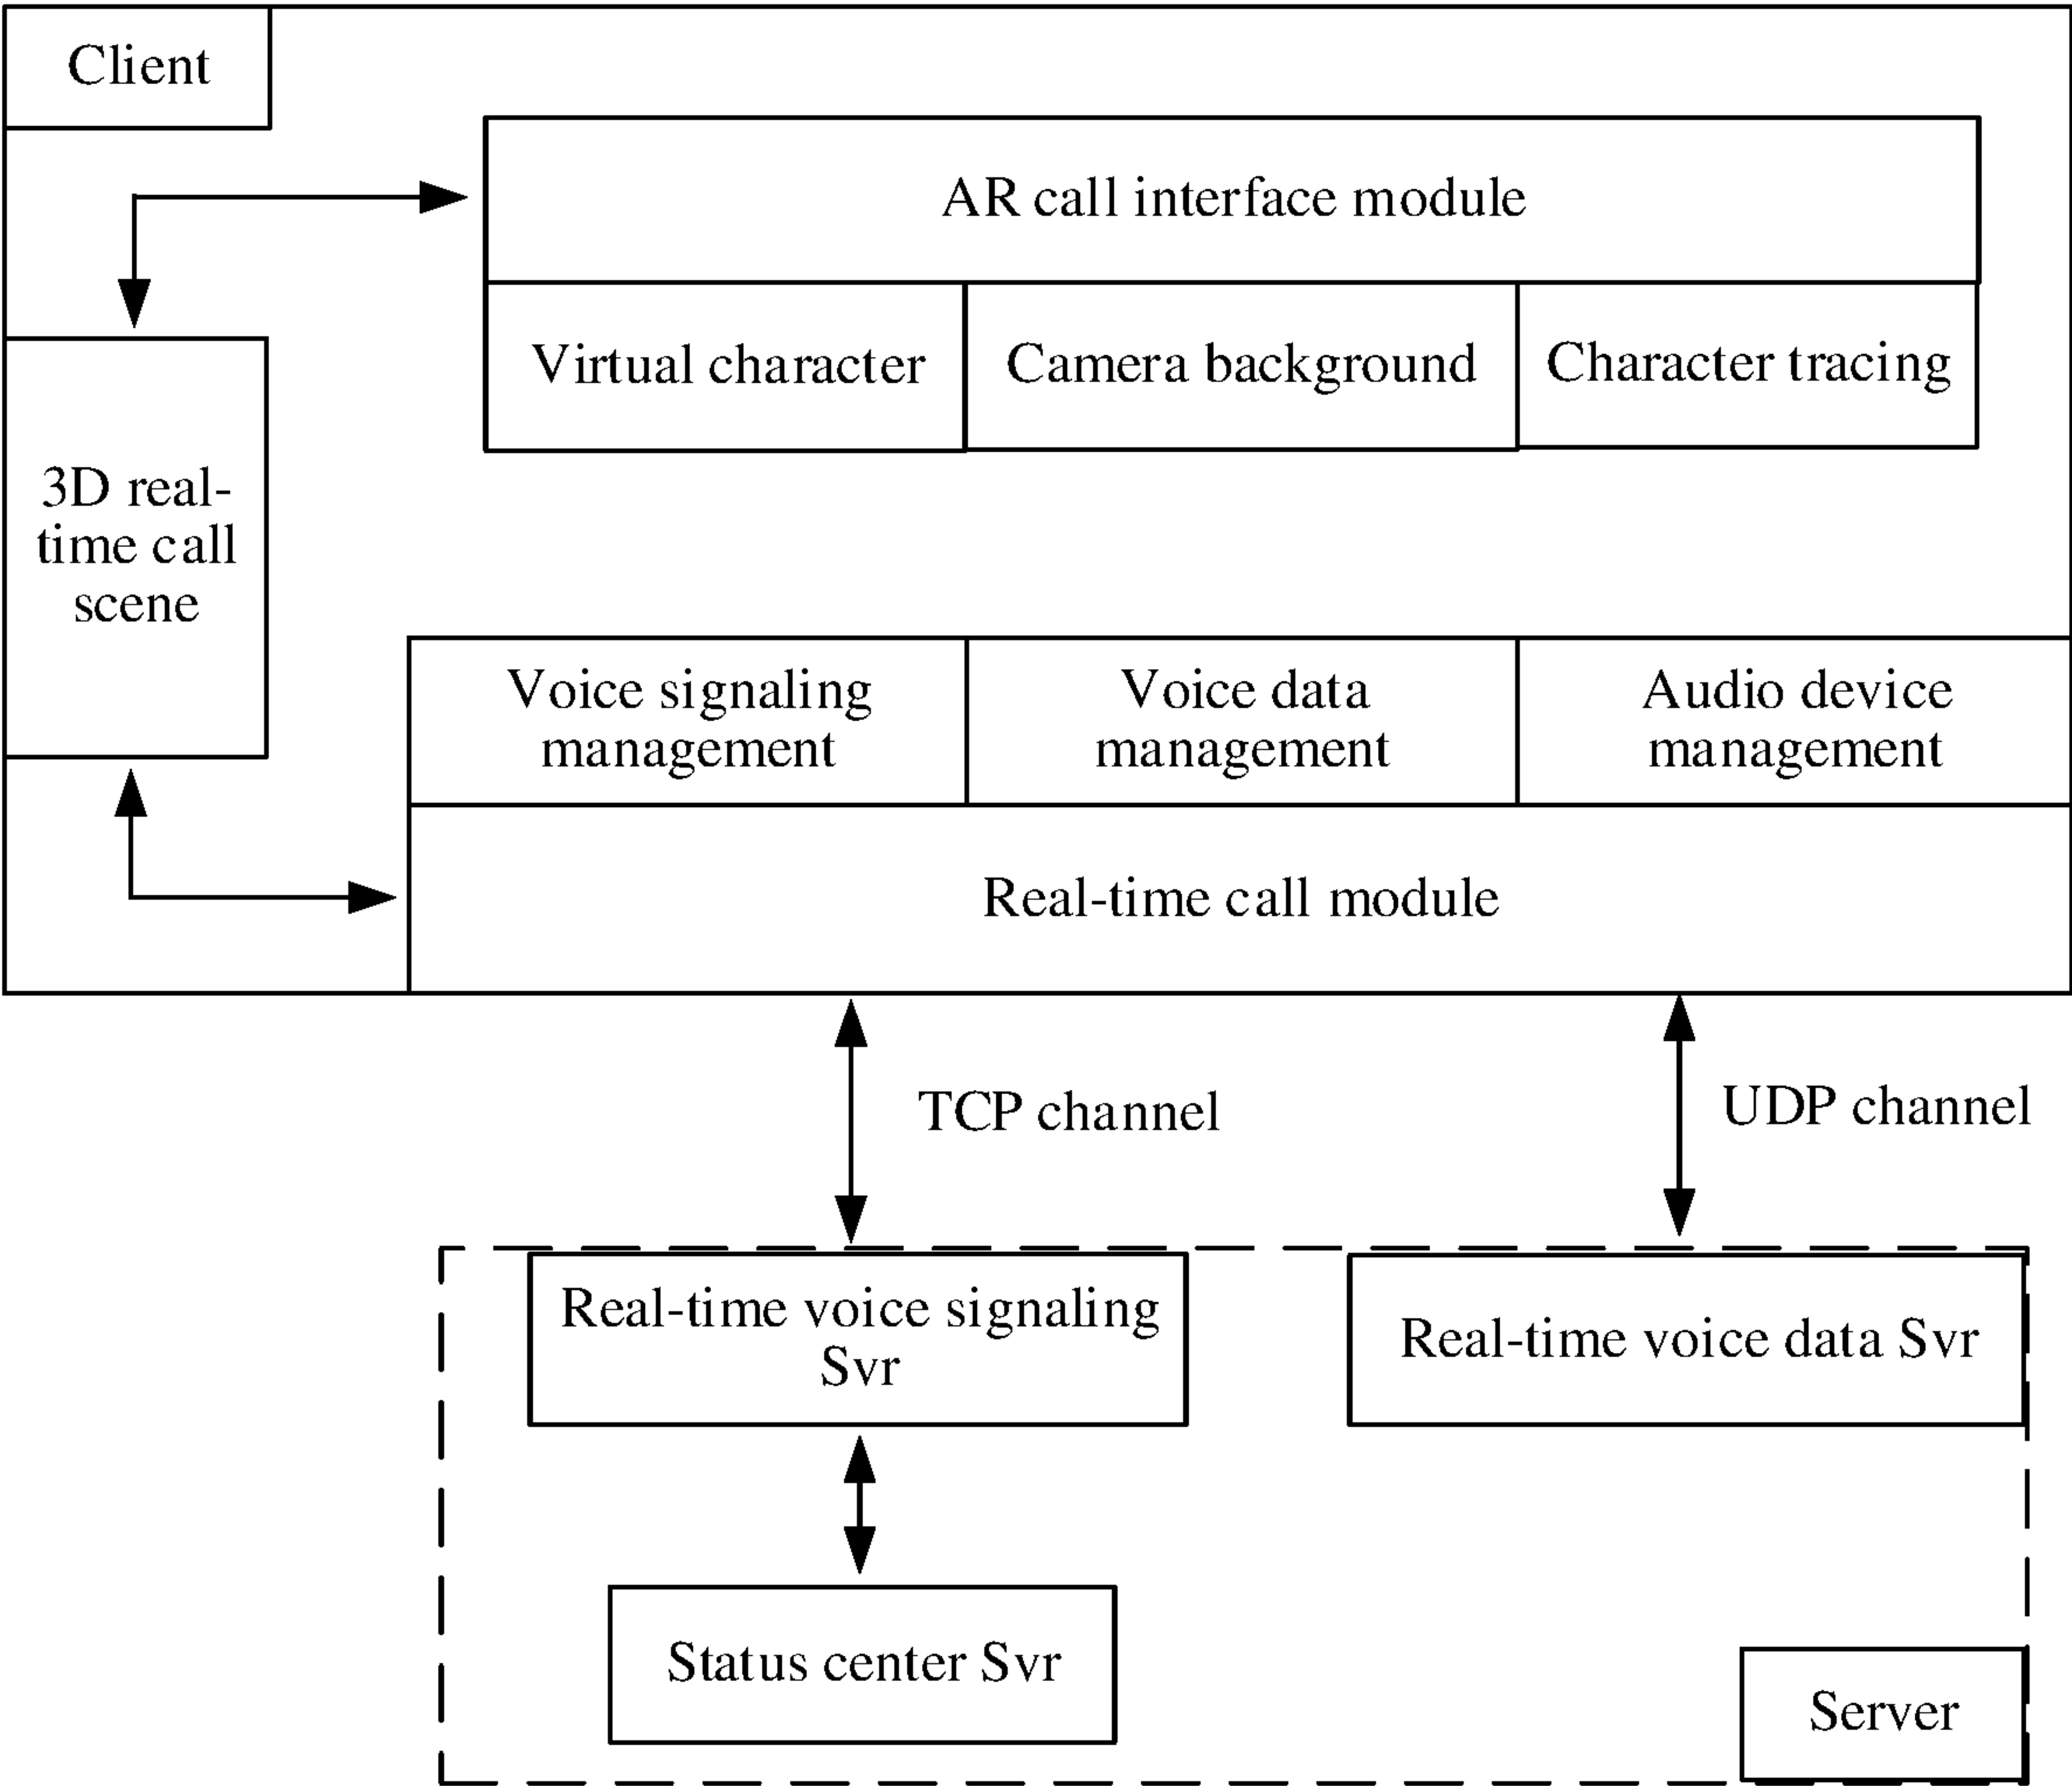 Client
AR call interface module
Virtual character
Camera background
Character tracing
3D real-
time call
scene
Voice signaling
management
Voice data
management
Audio device
management
Real-time call module
TCP channel
UDP channel
Real-time voice signaling
Svr
Real-time voice data Svr
Status center Svr
Server